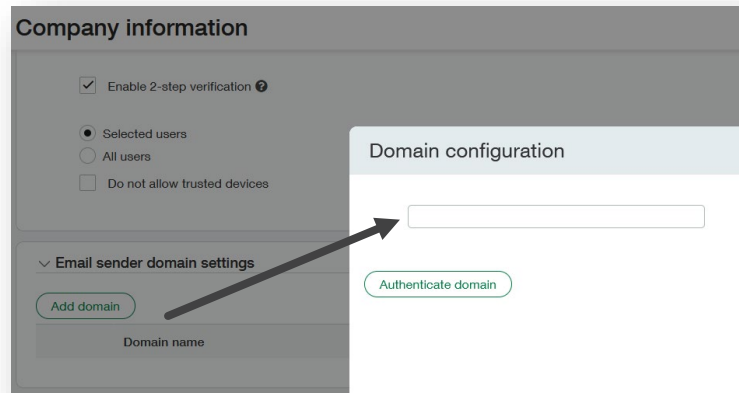 Company information
Enable 2-step verification ?
Selected users
All users
Do not allow trusted devices
Email sender domain settings
Add domain
Domain name
Domain configuration
Authenticate domain